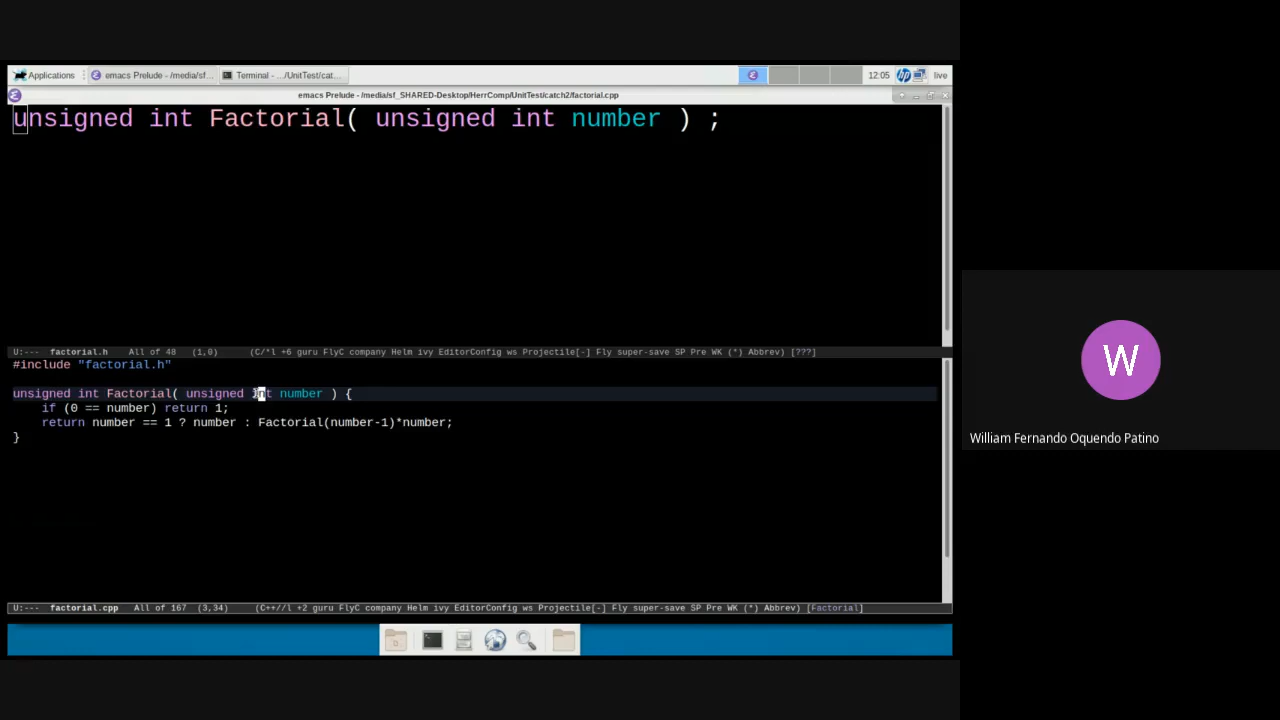 Applications
emacs Prelude - /media/sf...
Terminal - .../UnitTest/cat...
12:05
live
emacs Prelude - /media/sf_SHARED-Desktop/HerrComp/UnitTest/catch2/factorial.cpp
unsigned int Factorial( unsigned int number ) ;
U:--- factorial.h All of 48 (1,0) (C/*l +6 guru FlyC company Helm ivy EditorConfig ws Projectile[-] Fly super-save SP Pre WK (*) Abbrev) [???]
#include "factorial.h"
unsigned int Factorial( unsigned int number ) {
    if (0 == number) return 1;
    return number == 1 ? number : Factorial(number-1)*number;
}
U:--- factorial.cpp All of 167 (3,34) (C++//l +2 guru FlyC company Helm ivy EditorConfig ws Projectile[-] Fly super-save SP Pre WK (*) Abbrev) [Factorial]
W
William Fernando Oquendo Patino